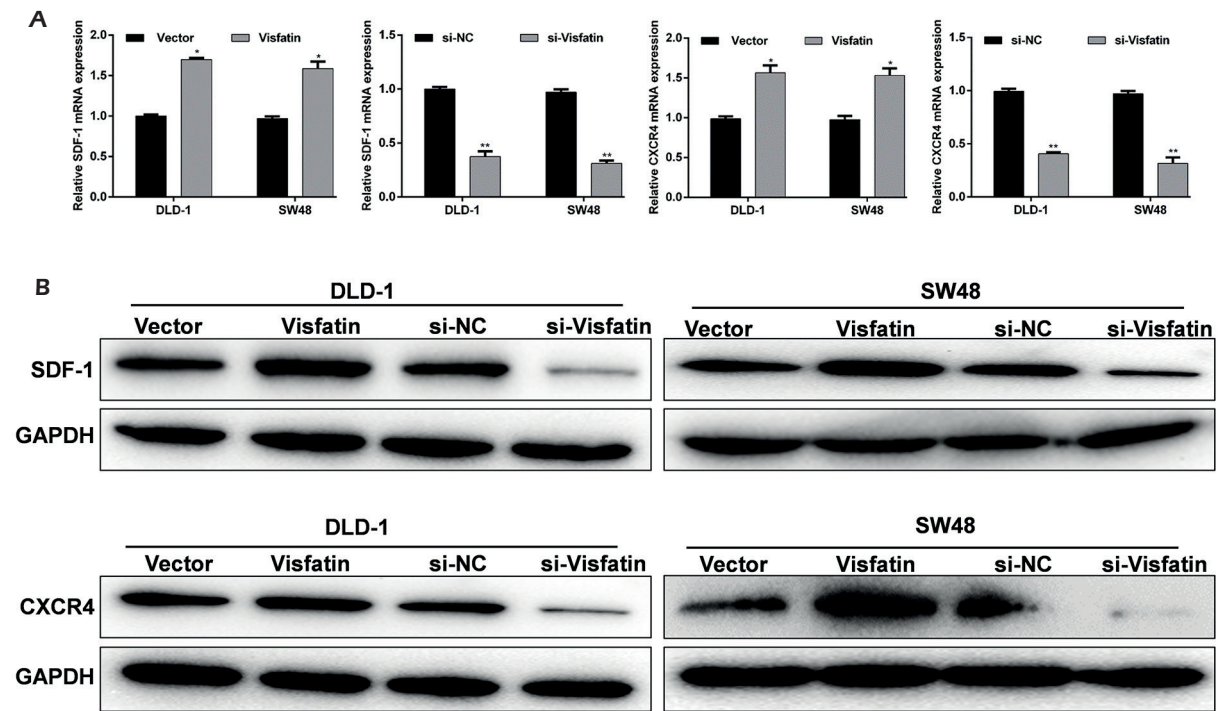 A
Vector Visfatin
Relative SDF-1 mRNA expression
2.0
1.5
1.0
0.5
0.0
*
*
DLD-1 SW48
si-NC si-Visfatin
Relative SDF-1 mRNA expression
1.5
1.0
0.5
0.0
**
**
DLD-1 SW48
Vector Visfatin
Relative CXCR4 mRNA expression
2.0
1.5
1.0
0.5
0.0
*
*
DLD-1 SW48
si-NC si-Visfatin
Relative CXCR4 mRNA expression
1.5
1.0
0.5
0.0
**
**
DLD-1 SW48
B
DLD-1
Vector Visfatin si-NC si-Visfatin
SDF-1
GAPDH
SW48
Vector Visfatin si-NC si-Visfatin
DLD-1
Vector Visfatin si-NC si-Visfatin
CXCR4
GAPDH
SW48
Vector Visfatin si-NC si-Visfatin